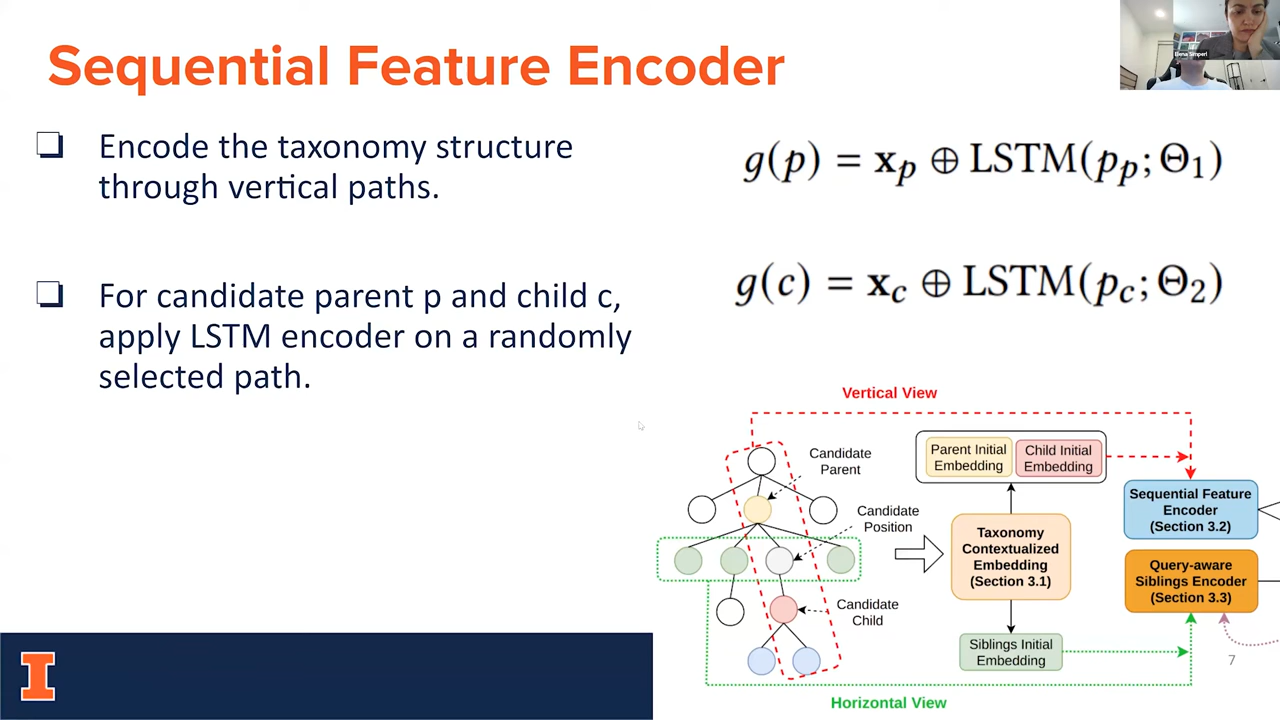 Sequential Feature Encoder
Elena Simperl
Encode the taxonomy structure
through vertical paths.
For candidate parent p and child c,
apply LSTM encoder on a randomly
selected path.
g(p) = x_p ⊕ LSTM(p_p; Θ_1)
g(c) = x_c ⊕ LSTM(p_c; Θ_2)
Vertical View
Candidate
Parent
Candidate
Position
Candidate
Child
Parent Initial
Embedding
Child Initial
Embedding
Taxonomy
Contextualized
Embedding
(Section 3.1)
Siblings Initial
Embedding
Sequential Feature
Encoder
(Section 3.2)
Query-aware
Siblings Encoder
(Section 3.3)
Horizontal View
7
I